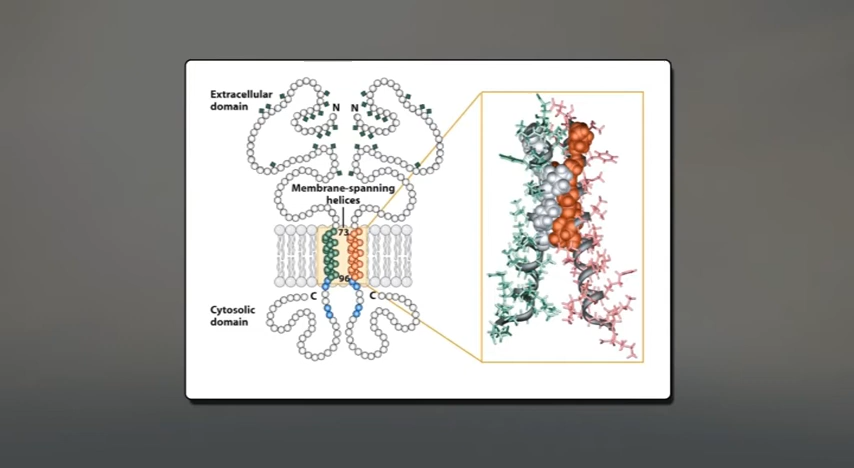 Extracellular
domain
N N
Membrane-spanning
helices
73
96
C C
Cytosolic
domain